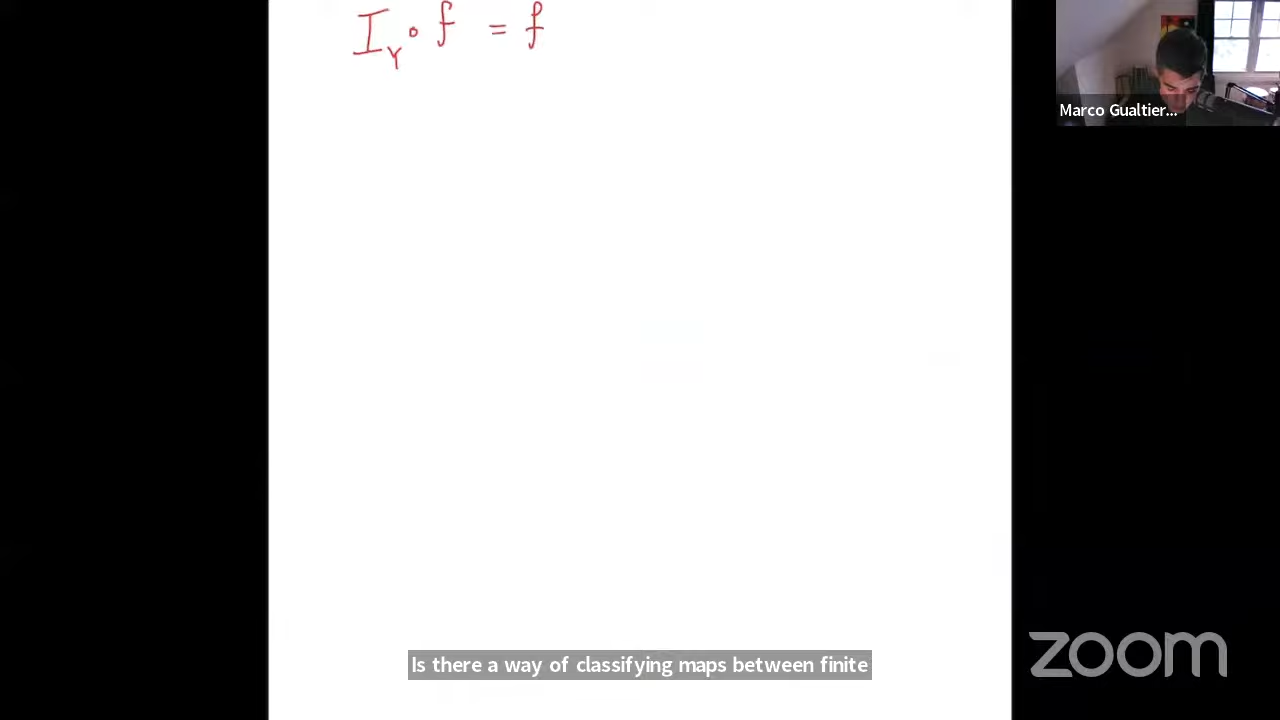 I_Y ∘ f = f
Marco Gualtier...
Is there a way of classifying maps between finite
zoom